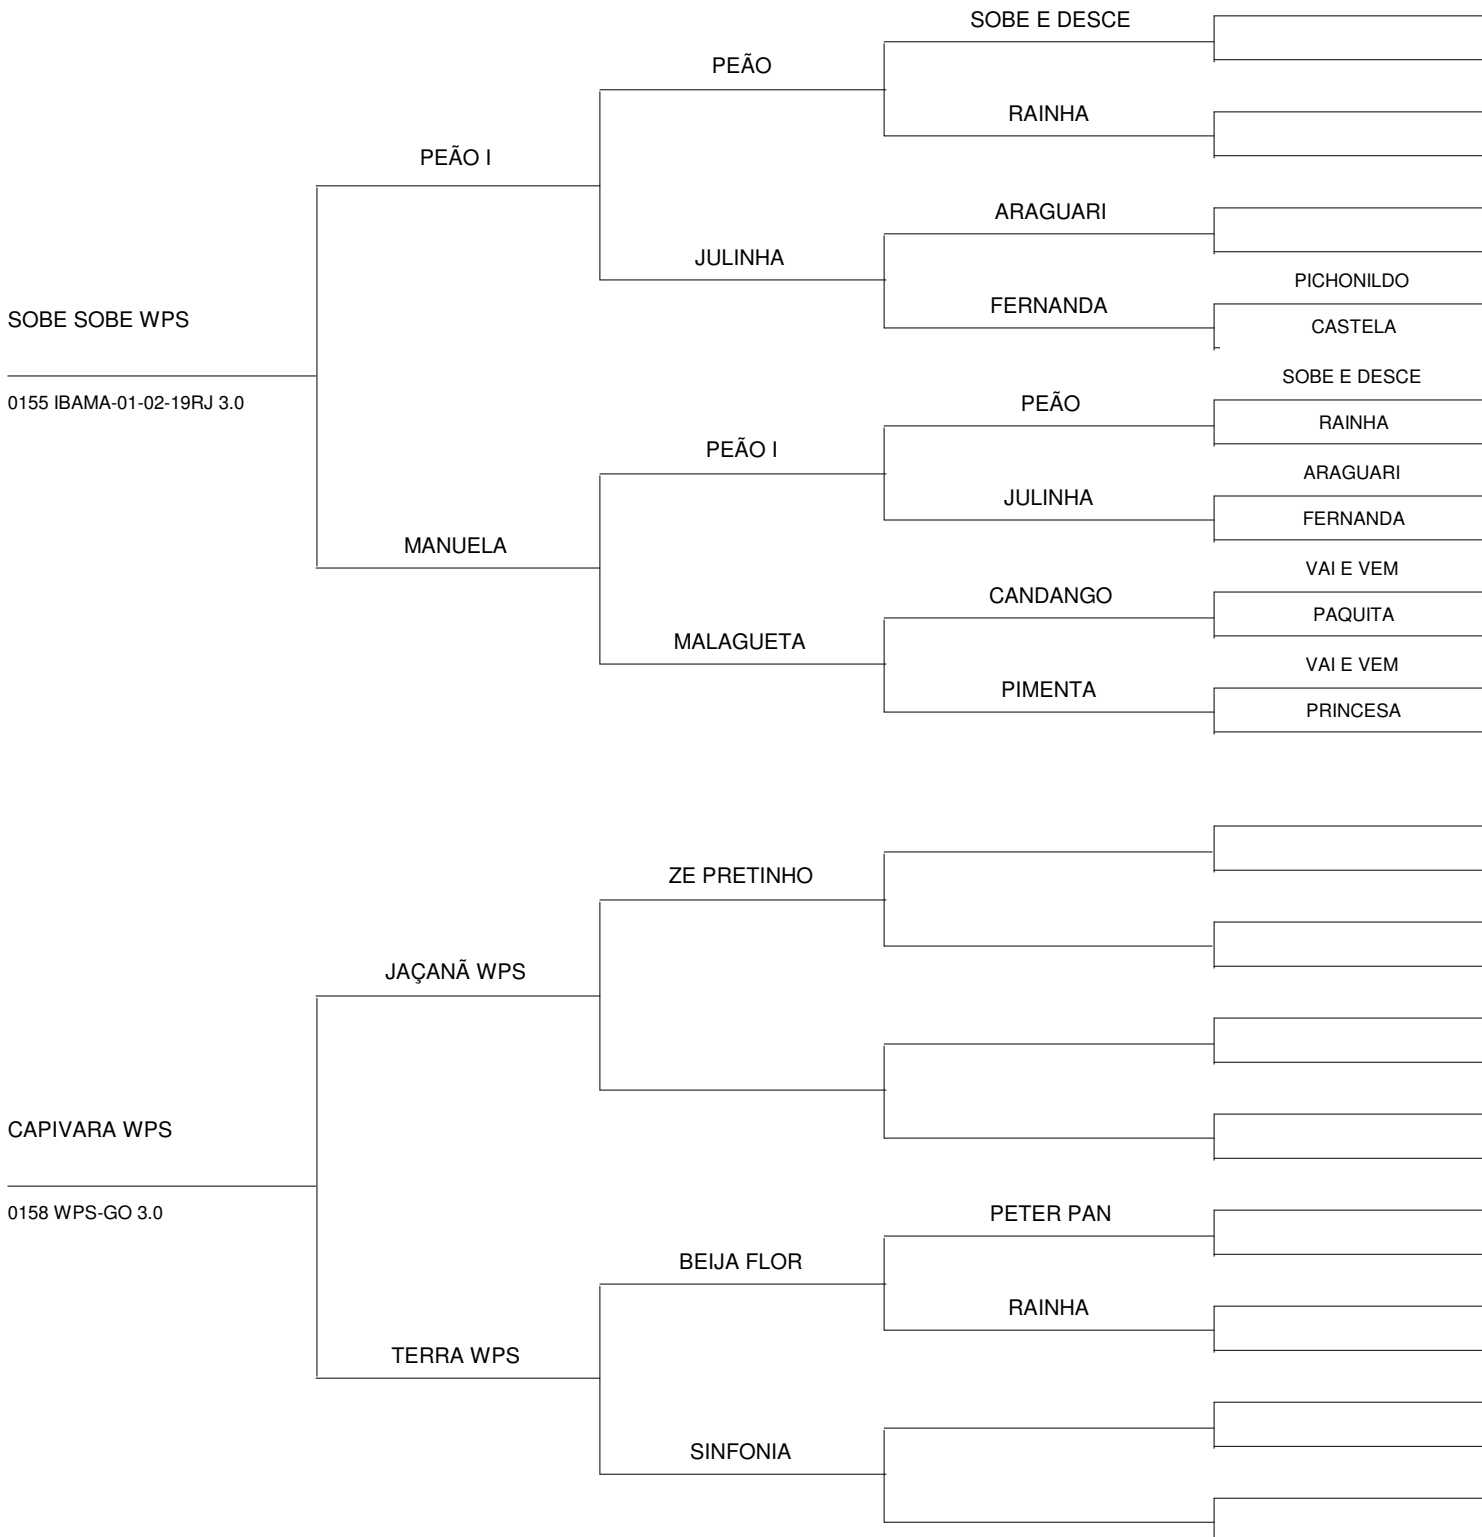 SOBE E DESCE
PEÃO
RAINHA
PEÃO I
ARAGUARI
JULINHA
PICHONILDO
FERNANDA
SOBE SOBE WPS
CASTELA
SOBE E DESCE
0155 IBAMA-01-02-19RJ 3.0
PEÃO
RAINHA
PEÃO I
ARAGUARI
JULINHA
FERNANDA
MANUELA
VAI E VEM
CANDANGO
PAQUITA
MALAGUETA
VAI E VEM
PIMENTA
PRINCESA
ZE PRETINHO
JAÇANÃ WPS
CAPIVARA WPS
0158 WPS-GO 3.0
PETER PAN
BEIJA FLOR
RAINHA
TERRA WPS
SINFONIA